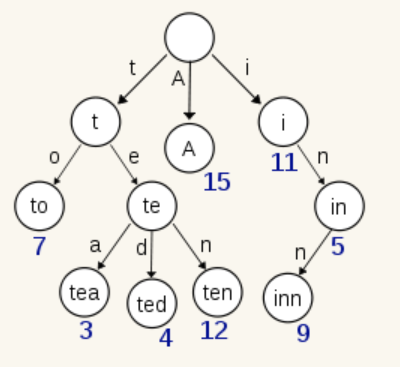 t A i
t A i
15 11
o e n
to te in
7 5
a d n n
tea ted ten inn
3 4 12 9